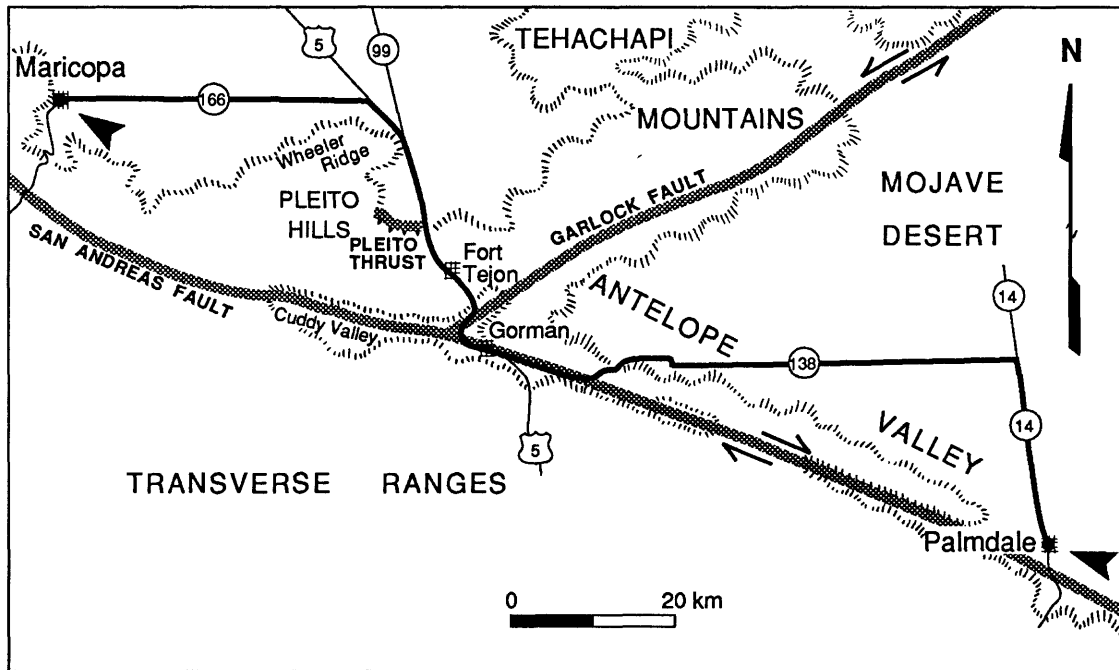 TEHACHAPI
5
99
N
Maricopa
166
MOUNTAINS
Wheeler
Ridge
MOJAVE
DESERT
PLEITO
HILLS
GARLOCK FAULT
PLEITO
THRUST
Fort
Tejon
SAN ANDREAS FAULT
ANTELOPE
14
Cuddy Valley
Gorman
138
VALLEY
14
5
TRANSVERSE RANGES
Palmdale
0 20 km